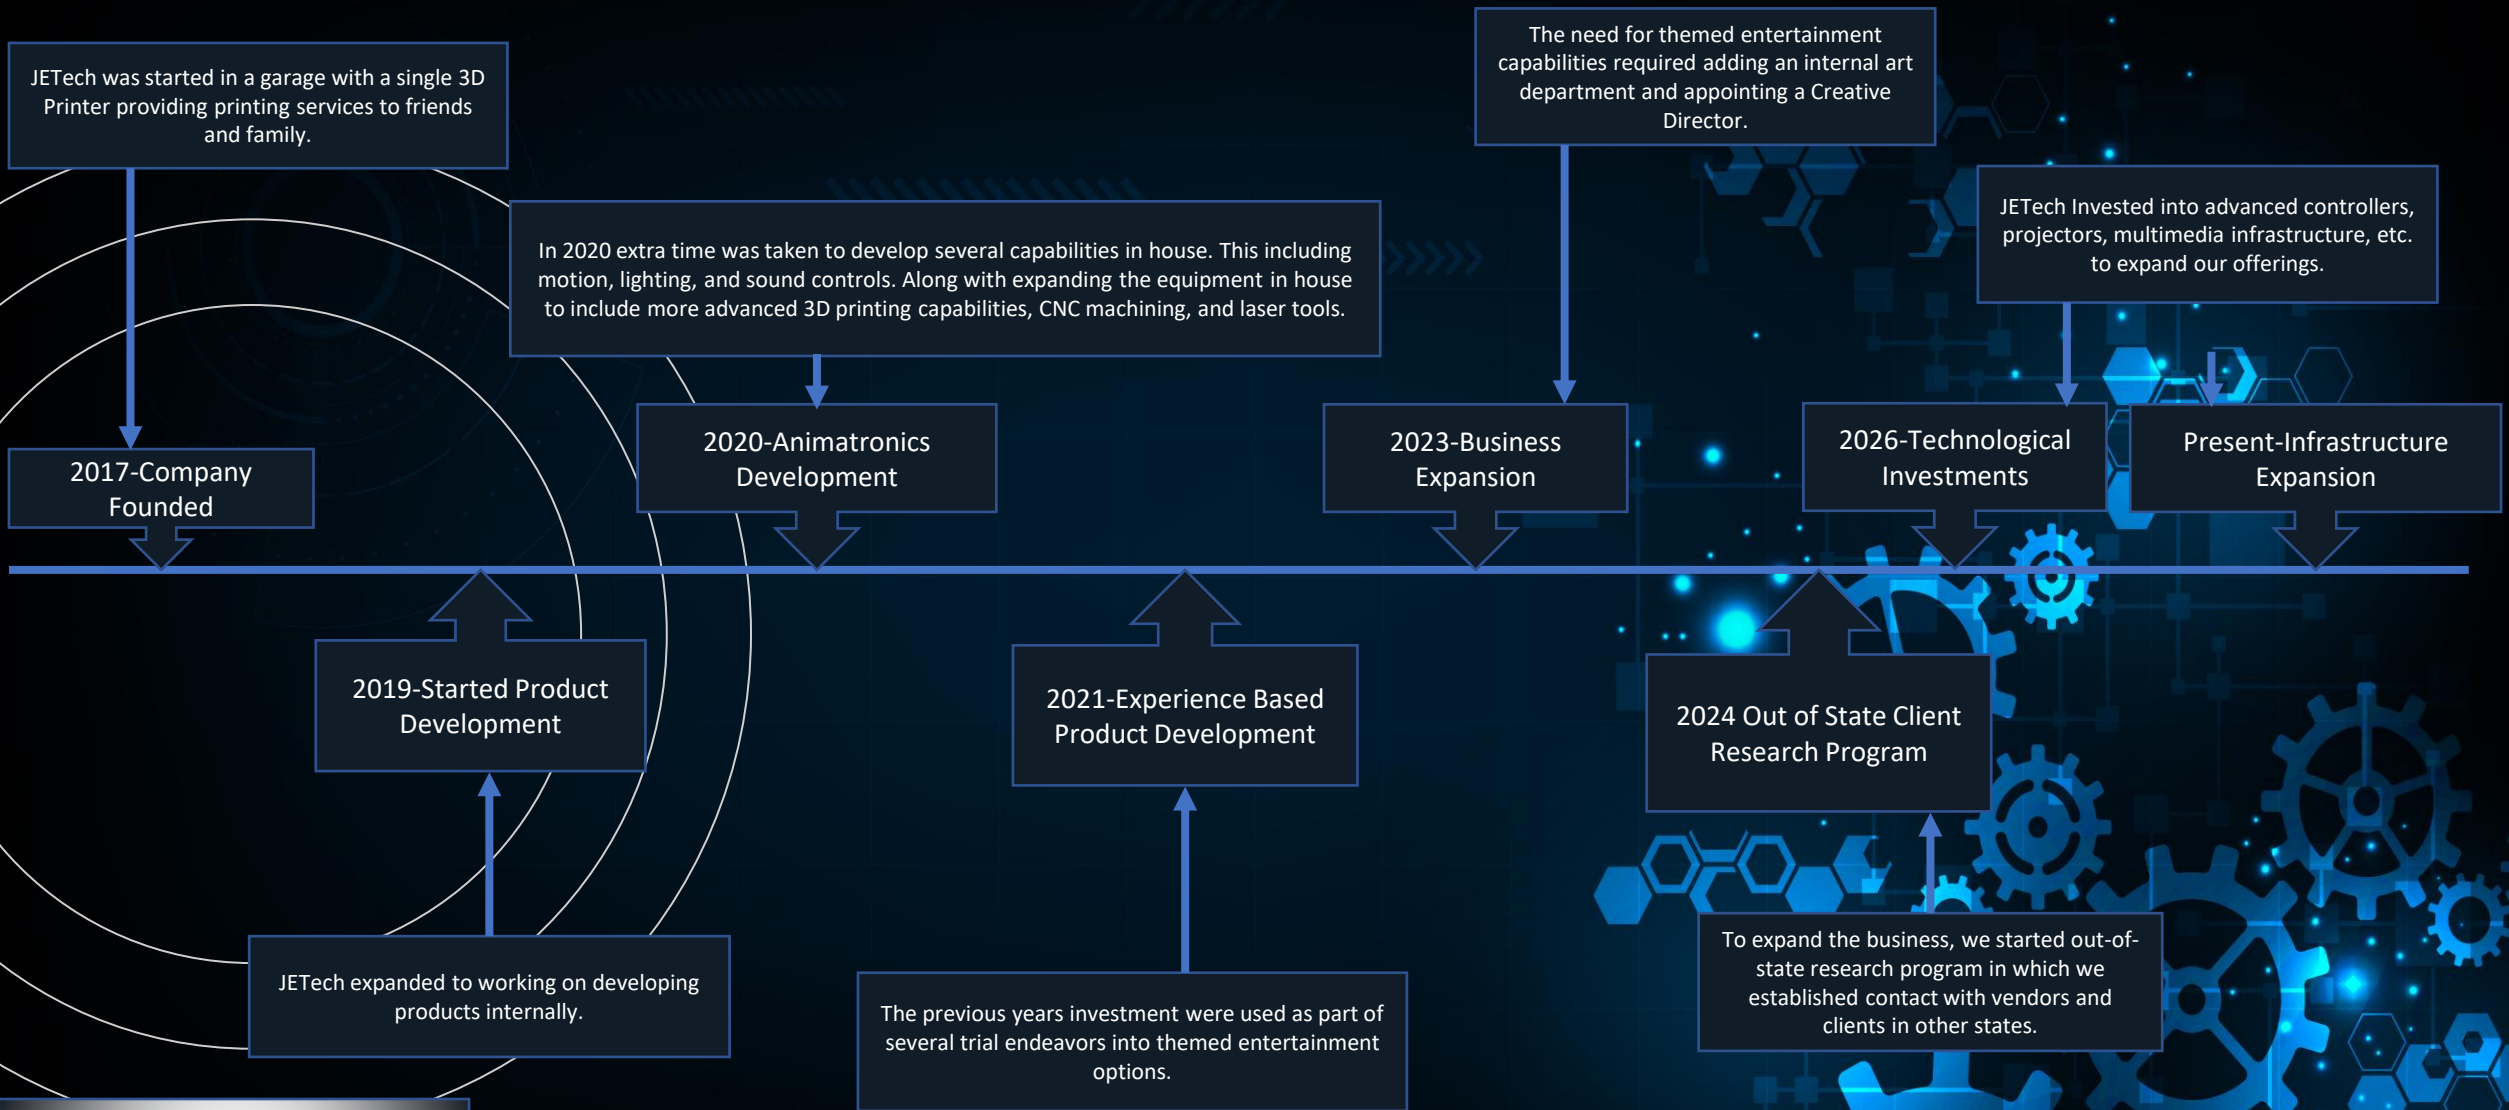 JETech was started in a garage with a single 3D
Printer providing printing services to friends
and family.
In 2020 extra time was taken to develop several capabilities in house. This including
motion, lighting, and sound controls. Along with expanding the equipment in house
to include more advanced 3D printing capabilities, CNC machining, and laser tools.
The need for themed entertainment
capabilities required adding an internal art
department and appointing a Creative
Director.
JETech Invested into advanced controllers,
projectors, multimedia infrastructure, etc.
to expand our offerings.
2017-Company
Founded
2020-Animatronics
Development
2023-Business
Expansion
2026-Technological
Investments
Present-Infrastructure
Expansion
2019-Started Product
Development
2021-Experience Based
Product Development
2024 Out of State Client
Research Program
JETech expanded to working on developing
products internally.
The previous years investment were used as part of
several trial endeavors into themed entertainment
options.
To expand the business, we started out-of-
state research program in which we
established contact with vendors and
clients in other states.